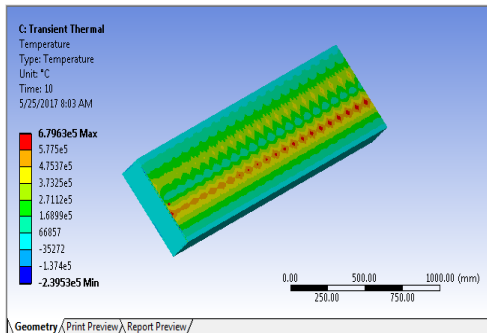 C: Transient Thermal
Temperature
Type: Temperature
Unit: °C
Time: 10
5/25/2017 8:03 AM
6.7963e5 Max
5.775e5
4.7537e5
3.7325e5
2.7112e5
1.6899e5
66857
-35272
-1.374e5
-2.3953e5 Min
0.00 500.00 1000.00 (mm)
250.00 750.00
Geometry Print Preview Report Preview